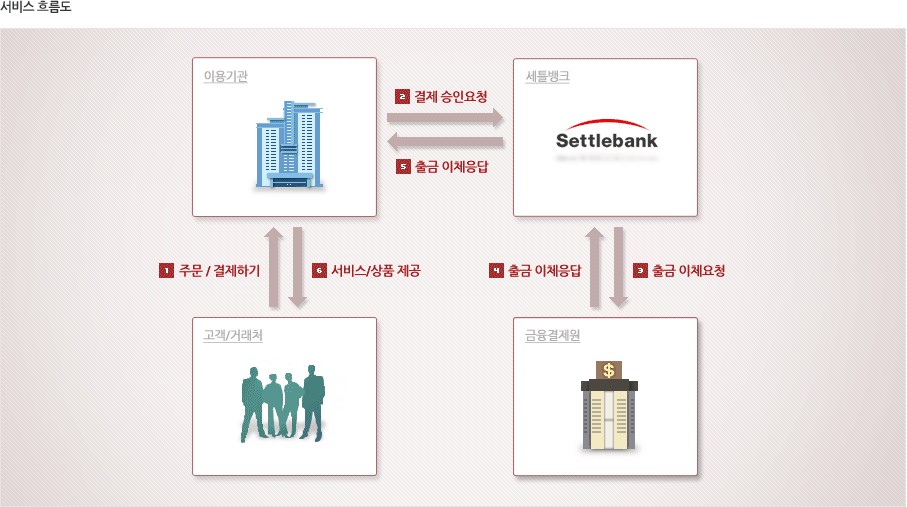 서비스 흐름도
이용기관
세틀뱅크
2 결제 승인요청
Settlebank
5 출금 이체응답
1 주문 / 결제하기
6 서비스/상품 제공
4 출금 이체응답
3 출금 이체요청
고객/거래처
금융결제원
$